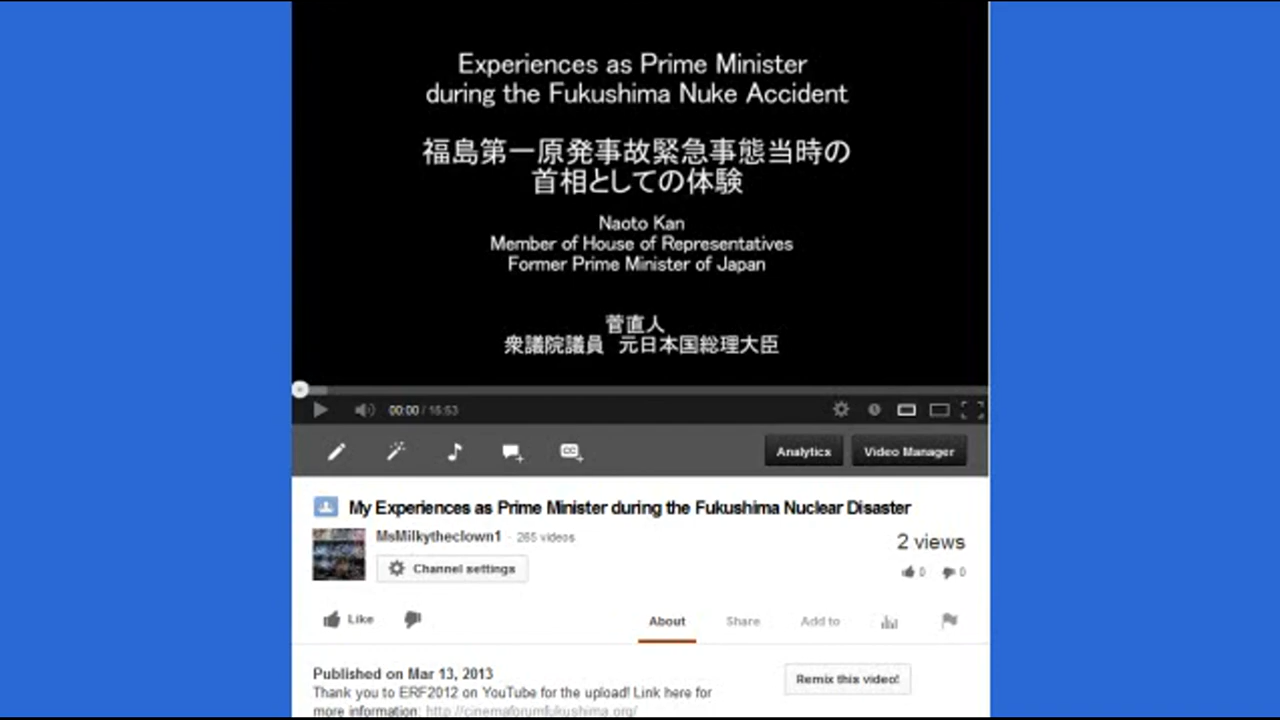 Experiences as Prime Minister
during the Fukushima Nuke Accident
福島第一原発事故緊急事態当時の
首相としての体験
Naoto Kan
Member of House of Representatives
Former Prime Minister of Japan
菅直人
衆議院議員 元日本国総理大臣
00:00 / 15:53
Analytics
Video Manager
My Experiences as Prime Minister during the Fukushima Nuclear Disaster
MsMilkytheclown1 · 265 videos
2 views
Channel settings
0 0
Like
About Share Add to
Published on Mar 13, 2013
Remix this video!
Thank you to ERF2012 on YouTube for the upload! Link here for
more information: http://cinemaforumfukushima.org/